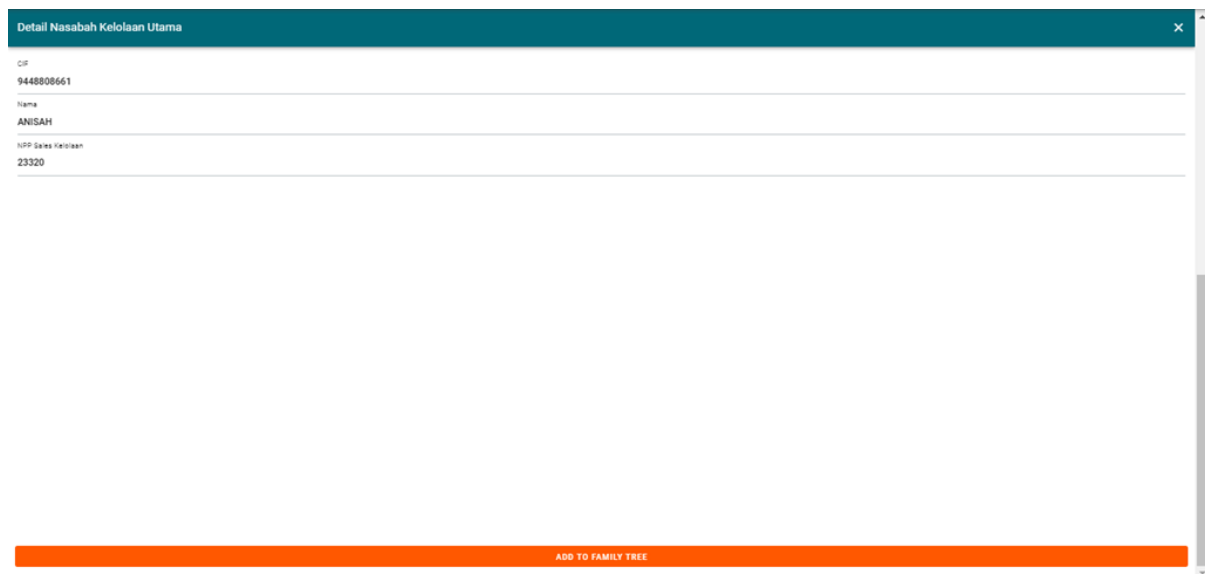 Detail Nasabah Kelolaan Utama
CIF
9448808661
Nama
ANISAH
NPP Sales Kelolaan
23320
ADD TO FAMILY TREE